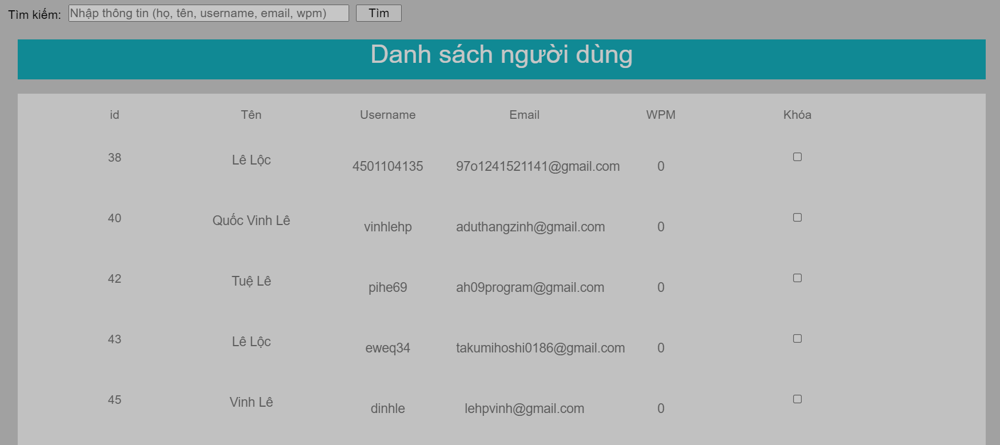 Tìm kiếm: Nhập thông tin (họ, tên, username, email, wpm) Tìm
Danh sách người dùng
id Tên Username Email WPM Khóa
38 Lê Lộc 4501104135 97o1241521141@gmail.com 0
40 Quốc Vinh Lê vinhlehp aduthangzinh@gmail.com 0
42 Tuệ Lê pihe69 ah09program@gmail.com 0
43 Lê Lộc eweq34 takumihoshi0186@gmail.com 0
45 Vinh Lê dinhle lehpvinh@gmail.com 0